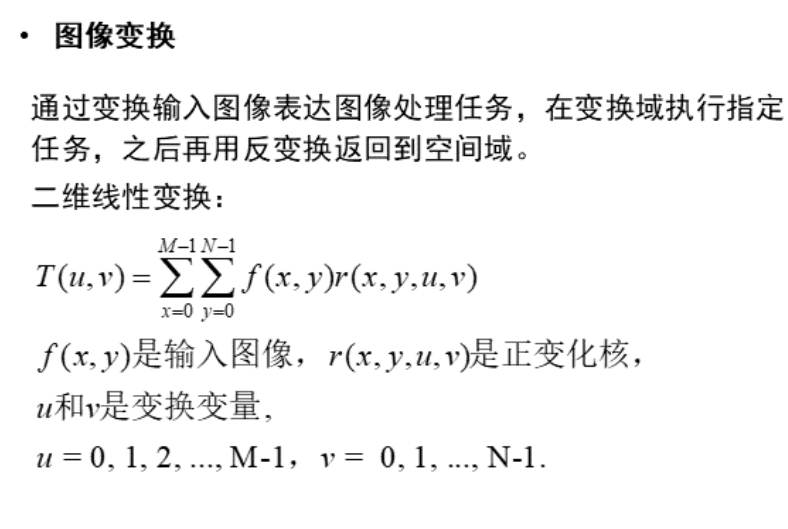 • 图像变换
通过变换输入图像表达图像处理任务，在变换域执行指定
任务，之后再用反变换返回到空间域。
二维线性变换：
T(u,v) = \sum_{x=0}^{M-1} \sum_{y=0}^{N-1} f(x,y)r(x,y,u,v)
f(x,y)是输入图像，r(x,y,u,v)是正变化核，
u和v是变换变量,
u = 0, 1, 2, ..., M-1，v = 0, 1, ..., N-1.